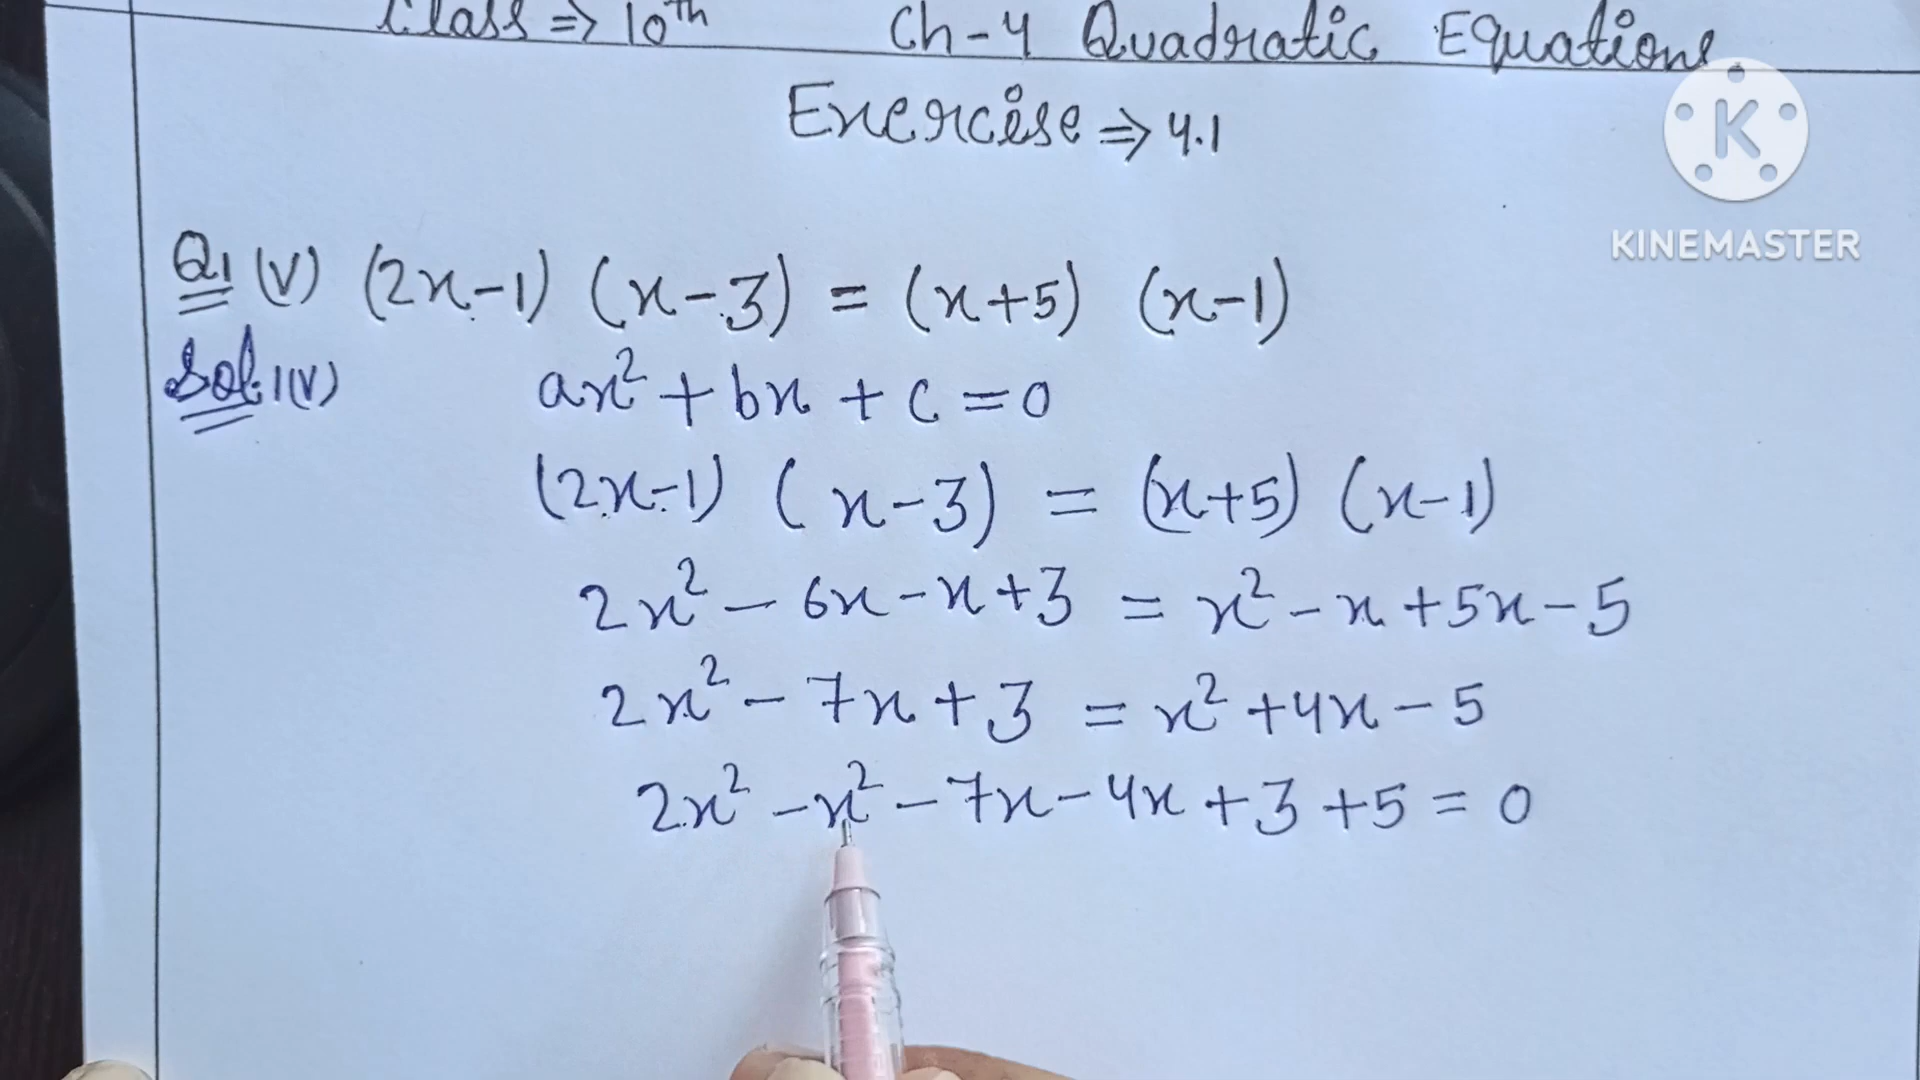 Class => 10th Ch-4 Quadratic Equations
Exercise => 4.1
K
KINEMASTER
Q1 (V) (2x-1) (x-3) = (x+5) (x-1)
Sol. 1(V) ax² + bx + c = 0
(2x-1) (x-3) = (x+5) (x-1)
2x² - 6x - x + 3 = x² - x + 5x - 5
2x² - 7x + 3 = x² + 4x - 5
2x² - x² - 7x - 4x + 3 + 5 = 0